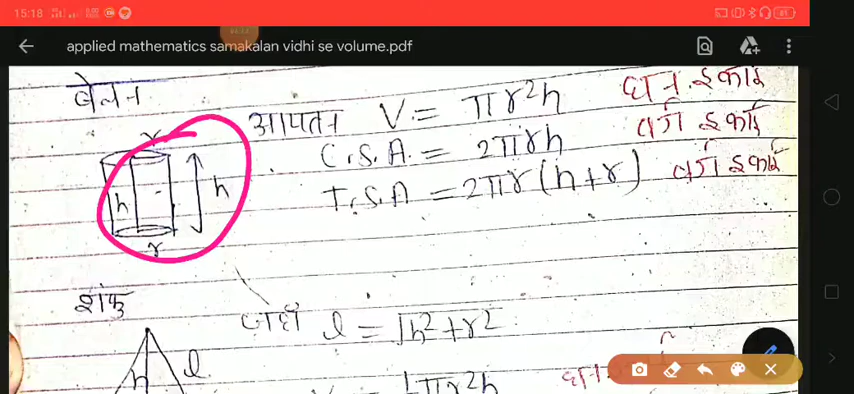 15:18
applied mathematics samakalan vidhi se volume.pdf
बेलन
आयतन V = πr²h घन इकाई
C.S.A. = 2πrh वर्ग इकाई
T.S.A = 2πr(h+r) वर्ग इकाई
r
h h
r
शंकु
जहाँ l = √h²+r²
h l
πr²h